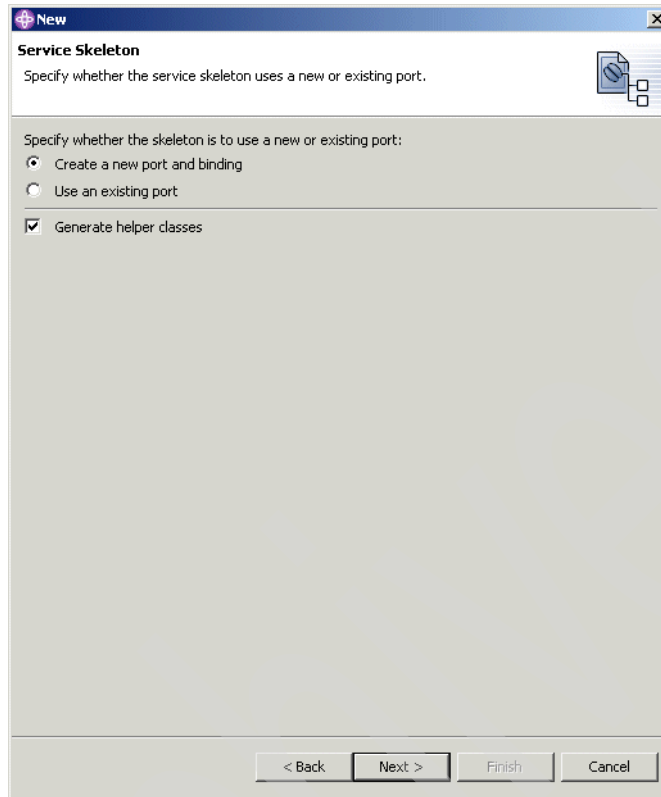 New
Service Skeleton
Specify whether the service skeleton uses a new or existing port.
Specify whether the skeleton is to use a new or existing port:
Create a new port and binding
Use an existing port
Generate helper classes
< Back Next > Finish Cancel